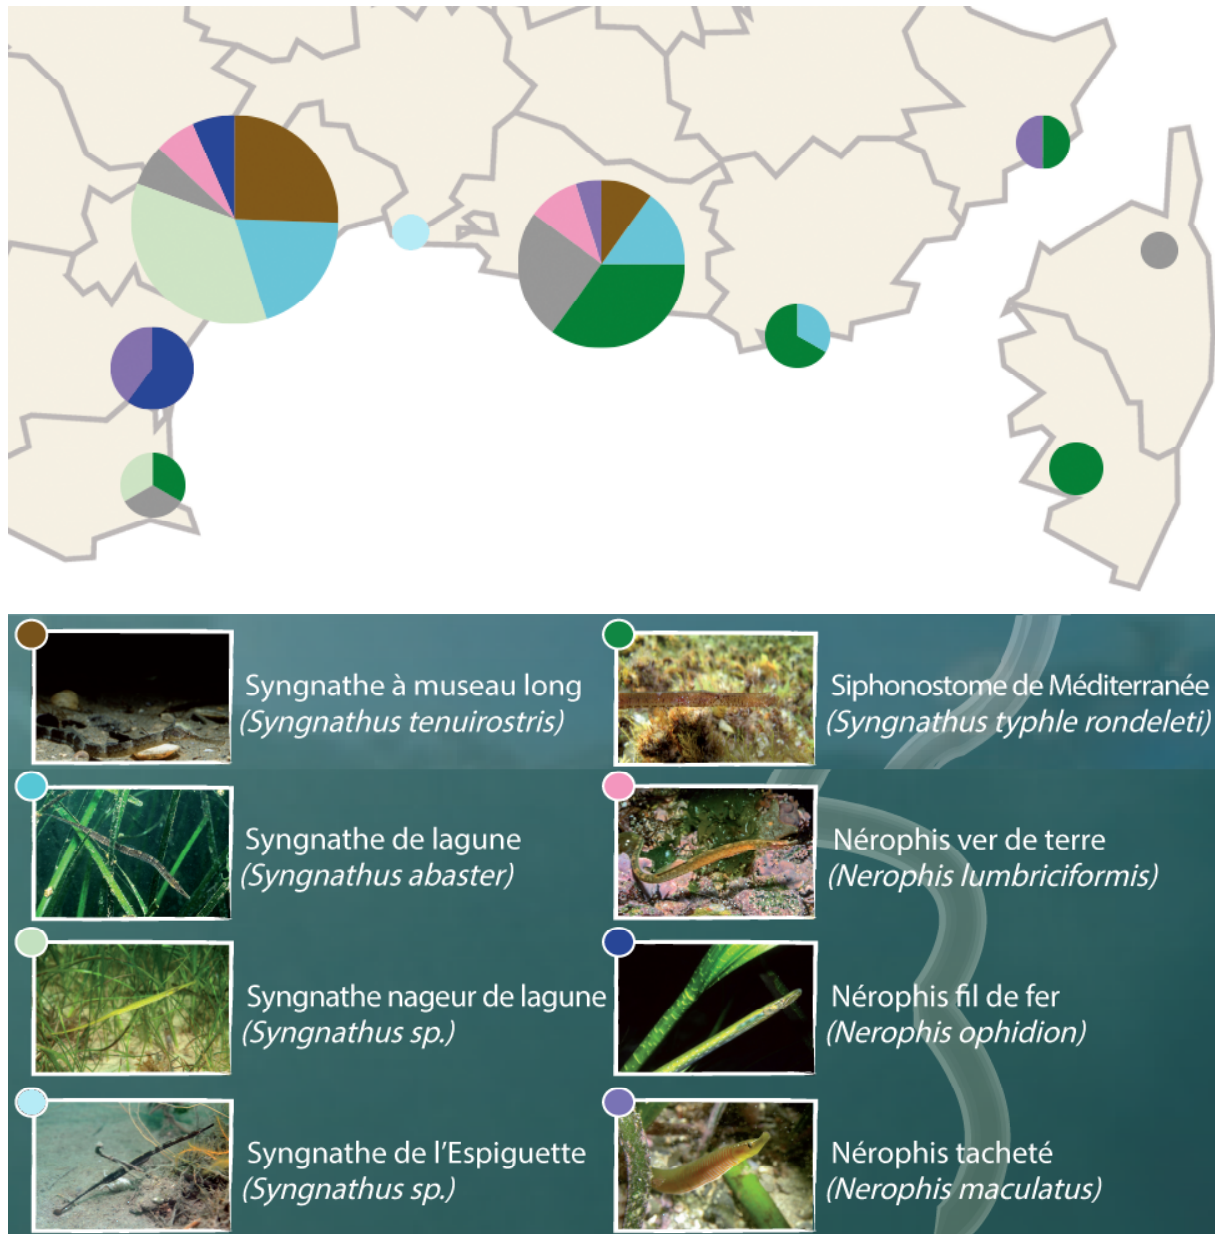 Syngnathe à museau long
(Syngnathus tenuirostris)
Siphonostome de Méditerranée
(Syngnathus typhle rondeleti)
Syngnathe de lagune
(Syngnathus abaster)
Nérophis ver de terre
(Nerophis lumbriciformis)
Syngnathe nageur de lagune
(Syngnathus sp.)
Nérophis fil de fer
(Nerophis ophidion)
Syngnathe de l'Espiguette
(Syngnathus sp.)
Nérophis tacheté
(Nerophis maculatus)